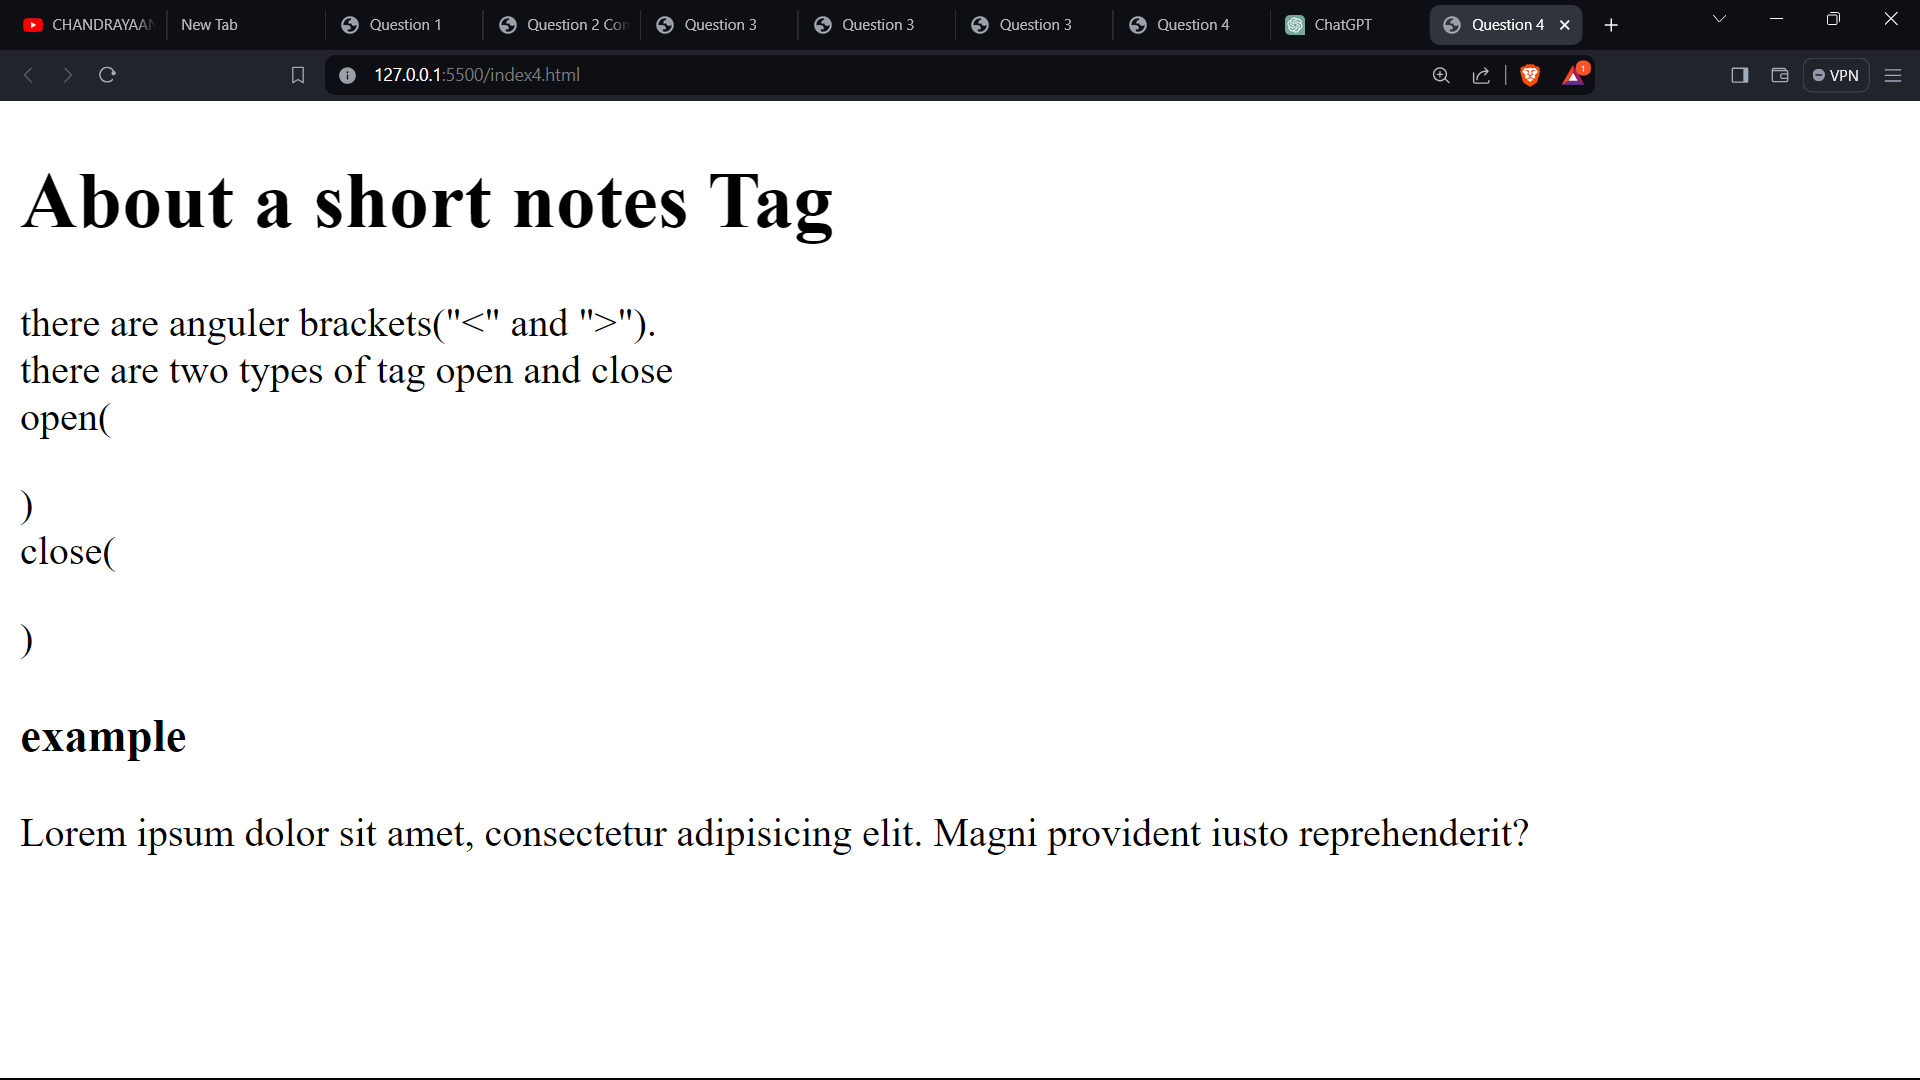 CHANDRAYAAN
New Tab
Question 1
Question 2 Con
Question 3
Question 3
Question 3
Question 4
ChatGPT
Question 4
127.0.0.1:5500/index4.html
1
VPN
About a short notes Tag
there are anguler brackets("<" and ">").
there are two types of tag open and close
open(
)
close(
)
example
Lorem ipsum dolor sit amet, consectetur adipisicing elit. Magni provident iusto reprehenderit?